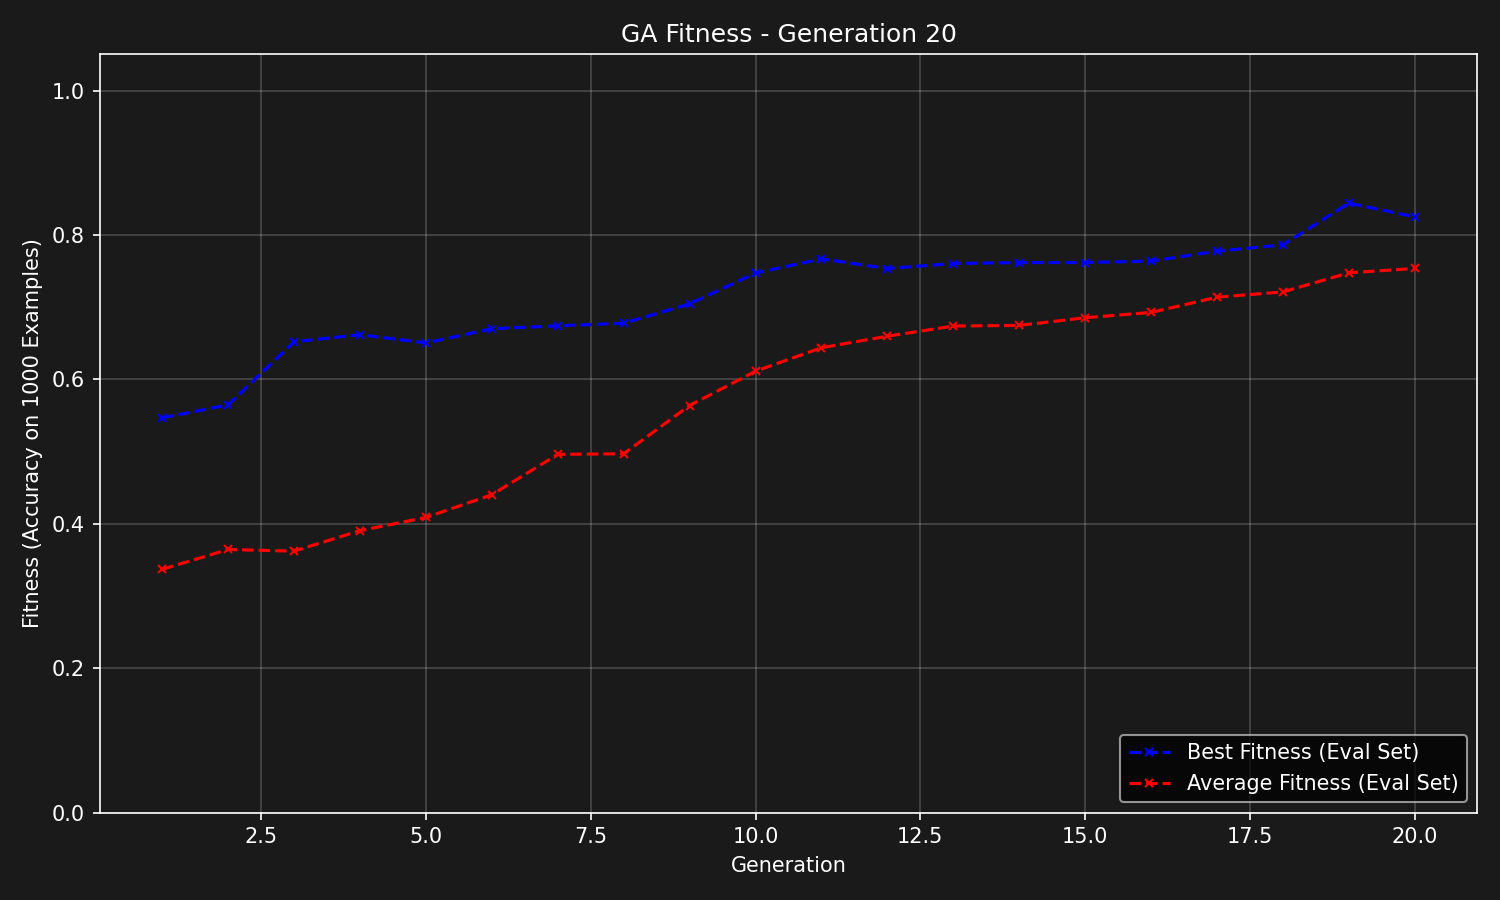 GA Fitness - Generation 20
Fitness (Accuracy on 1000 Examples)
1.0
0.8
0.6
0.4
0.2
0.0
2.5 5.0 7.5 10.0 12.5 15.0 17.5 20.0
Generation
Best Fitness (Eval Set)
Average Fitness (Eval Set)